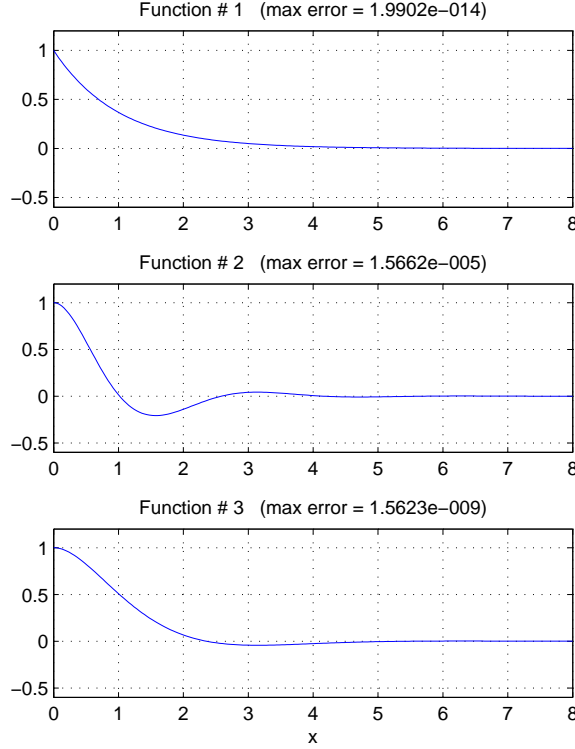 Function # 1 (max error = 1.9902e−014)
1
0.5
0
−0.5
0 1 2 3 4 5 6 7 8
Function # 2 (max error = 1.5662e−005)
1
0.5
0
−0.5
0 1 2 3 4 5 6 7 8
Function # 3 (max error = 1.5623e−009)
1
0.5
0
−0.5
0 1 2 3 4 5 6 7 8
x